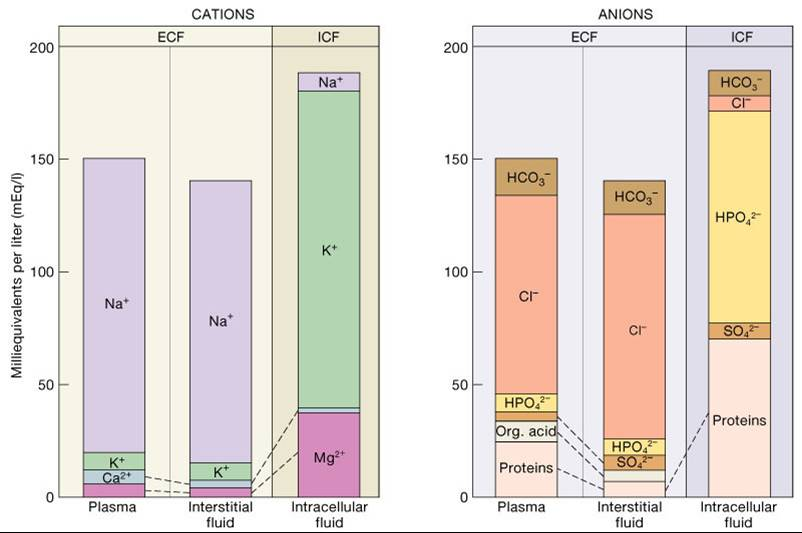 CATIONS
ECF
ICF
Milliequivalents per liter (mEq/l)
200
150
100
50
0
Na⁺
K⁺
Ca²⁺
Na⁺
K⁺
Na⁺
K⁺
Mg²⁺
Plasma
Interstitial
fluid
Intracellular
fluid
ANIONS
ECF
ICF
200
150
100
50
0
HCO₃⁻
Cl⁻
HPO₄²⁻
Org. acid
Proteins
HCO₃⁻
Cl⁻
HPO₄²⁻
SO₄²⁻
HCO₃⁻
Cl⁻
HPO₄²⁻
SO₄²⁻
Proteins
Plasma
Interstitial
fluid
Intracellular
fluid